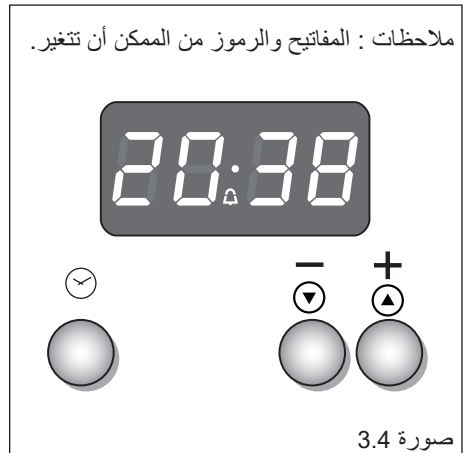 ملاحظات : المفاتيح والرموز من الممكن أن تتغير.
20:38
− +
صورة 3.4